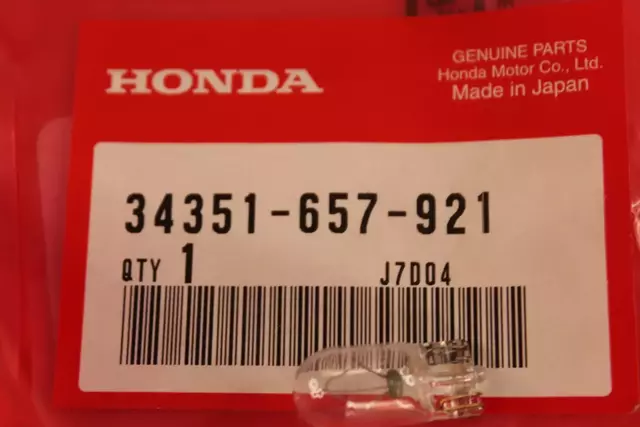 HONDA
GENUINE PARTS
Honda Motor Co., Ltd.
Made in Japan
34351-657-921
QTY 1 J7D04